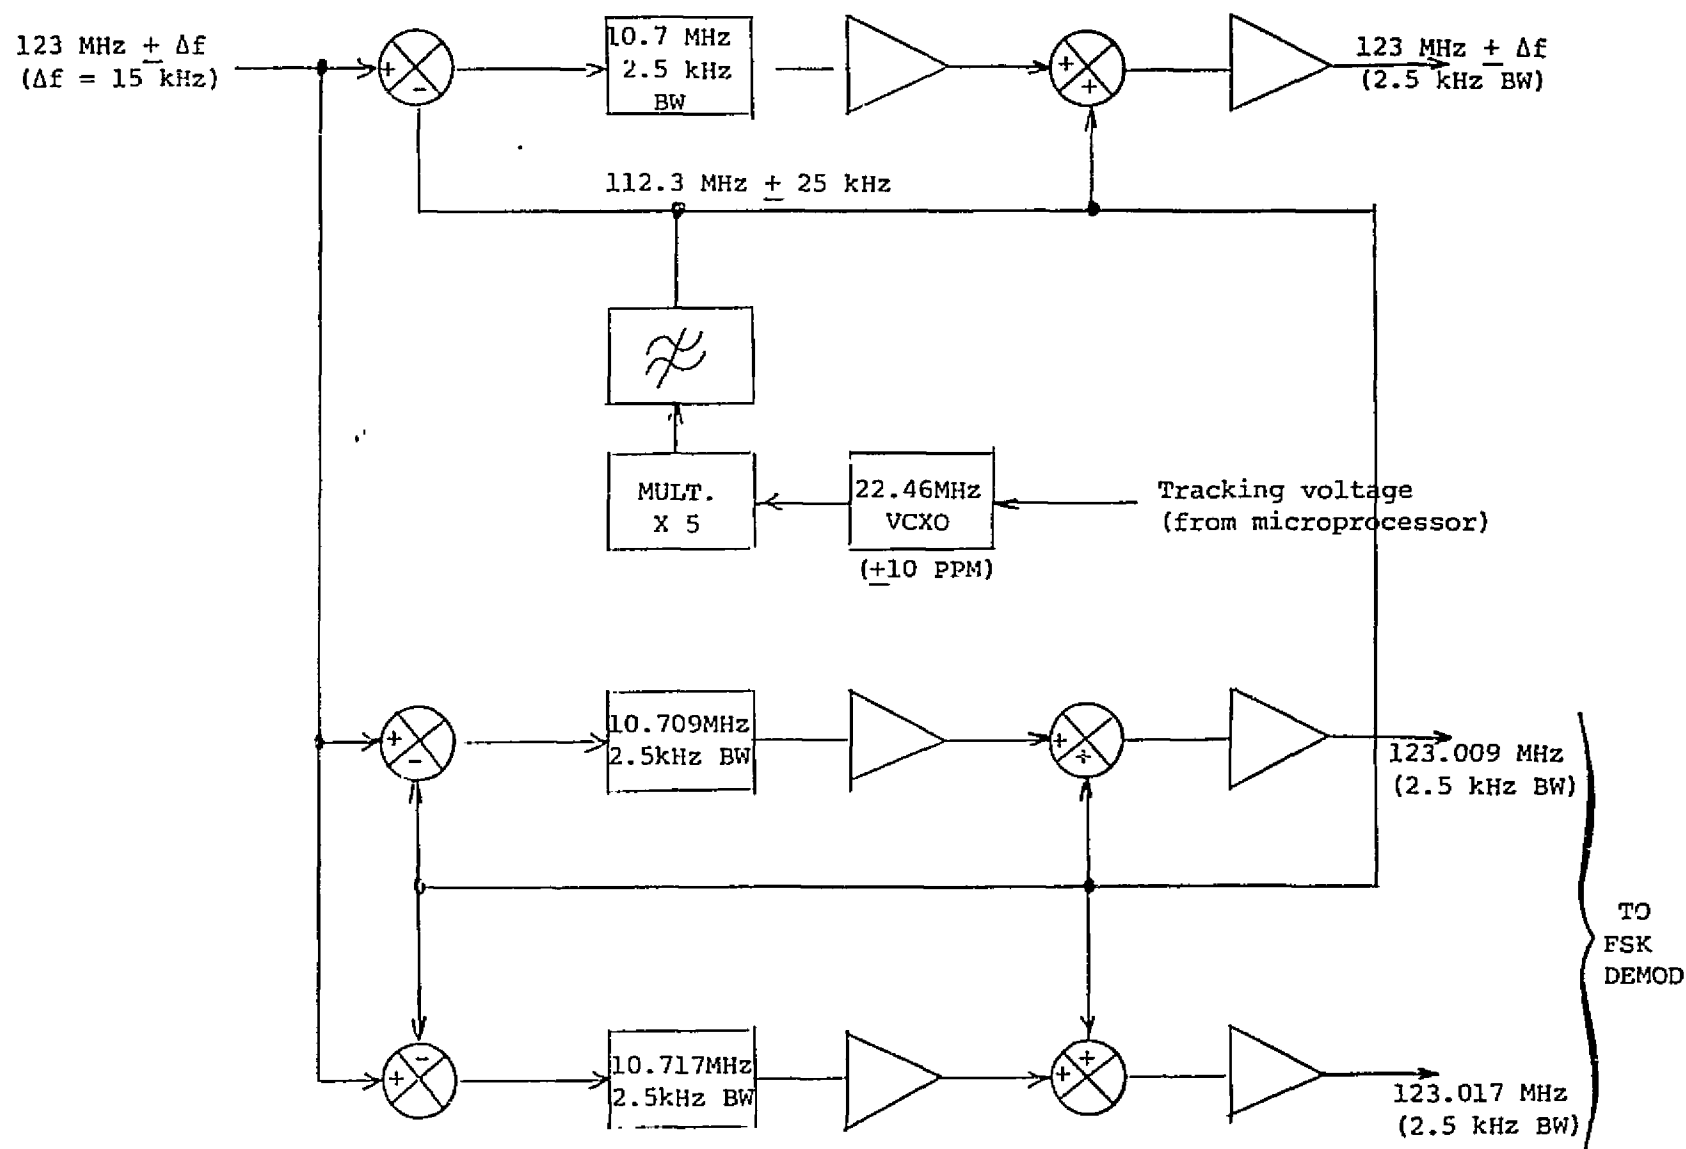 123 MHz ± Δf
(Δf = 15 kHz)
+
-
10.7 MHz
2.5 kHz
BW
+
+
123 MHz ± Δf
(2.5 kHz BW)
112.3 MHz ± 25 kHz
MULT.
X 5
22.46MHz
VCXO
(±10 PPM)
Tracking voltage
(from microprocessor)
+
-
10.709MHz
2.5kHz BW
+
÷
123.009 MHz
(2.5 kHz BW)
TO
FSK
DEMOD
-
+
10.717MHz
2.5kHz BW
+
+
123.017 MHz
(2.5 kHz BW)